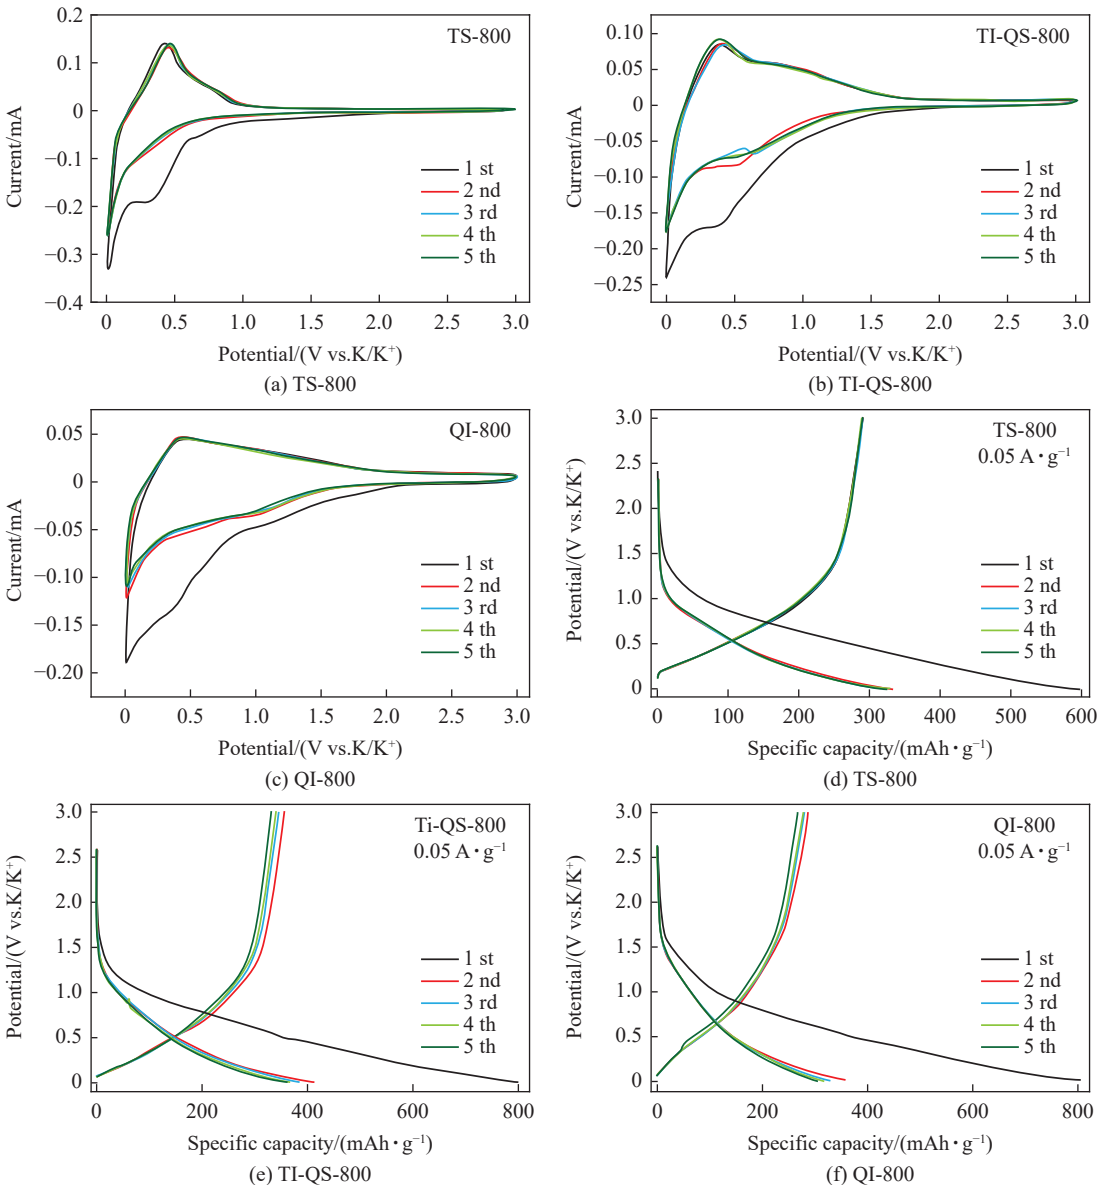 0.2
0.1
0
−0.1
−0.2
−0.3
−0.4
Current/mA
TS-800
1 st
2 nd
3 rd
4 th
5 th
0
0.5
1.0
2.0
2.0
3.0
Potential/(V vs.K/K⁺)
(a) TS-800
0.10
0.05
0
−0.05
−0.10
−0.15
−0.20
−0.25
Current/mA
TI-QS-800
1 st
2 nd
3 rd
4 th
5 th
0
0.5
1.0
2.0
2.0
3.0
Potential/(V vs.K/K⁺)
(b) TI-QS-800
0.05
0
−0.05
−0.10
−0.15
−0.20
Current/mA
QI-800
1 st
2 nd
3 rd
4 th
5 th
0
0.5
1.0
1.5
2.0
2.0
3.0
Potential/(V vs.K/K⁺)
(c) QI-800
3.0
2.5
2.0
1.5
1.0
0.5
0
Potential/(V vs.K/K⁺)
TS-800
0.05 A·g⁻¹
1 st
2 nd
3 rd
4 th
5 th
0
100
200
300
400
500
600
Specific capacity/(mAh·g⁻¹)
(d) TS-800
3.0
2.5
2.0
1.5
1.0
0.5
0
Potential/(V vs.K/K⁺)
Ti-QS-800
0.05 A·g⁻¹
1 st
2 nd
3 rd
4 th
5 th
0
200
400
600
800
Specific capacity/(mAh·g⁻¹)
(e) TI-QS-800
3.0
2.5
2.0
1.5
1.0
0.5
0
Potential/(V vs.K/K⁺)
QI-800
0.05 A·g⁻¹
1 st
2 nd
3 rd
4 th
5 th
0
200
400
600
800
Specific capacity/(mAh·g⁻¹)
(f) QI-800